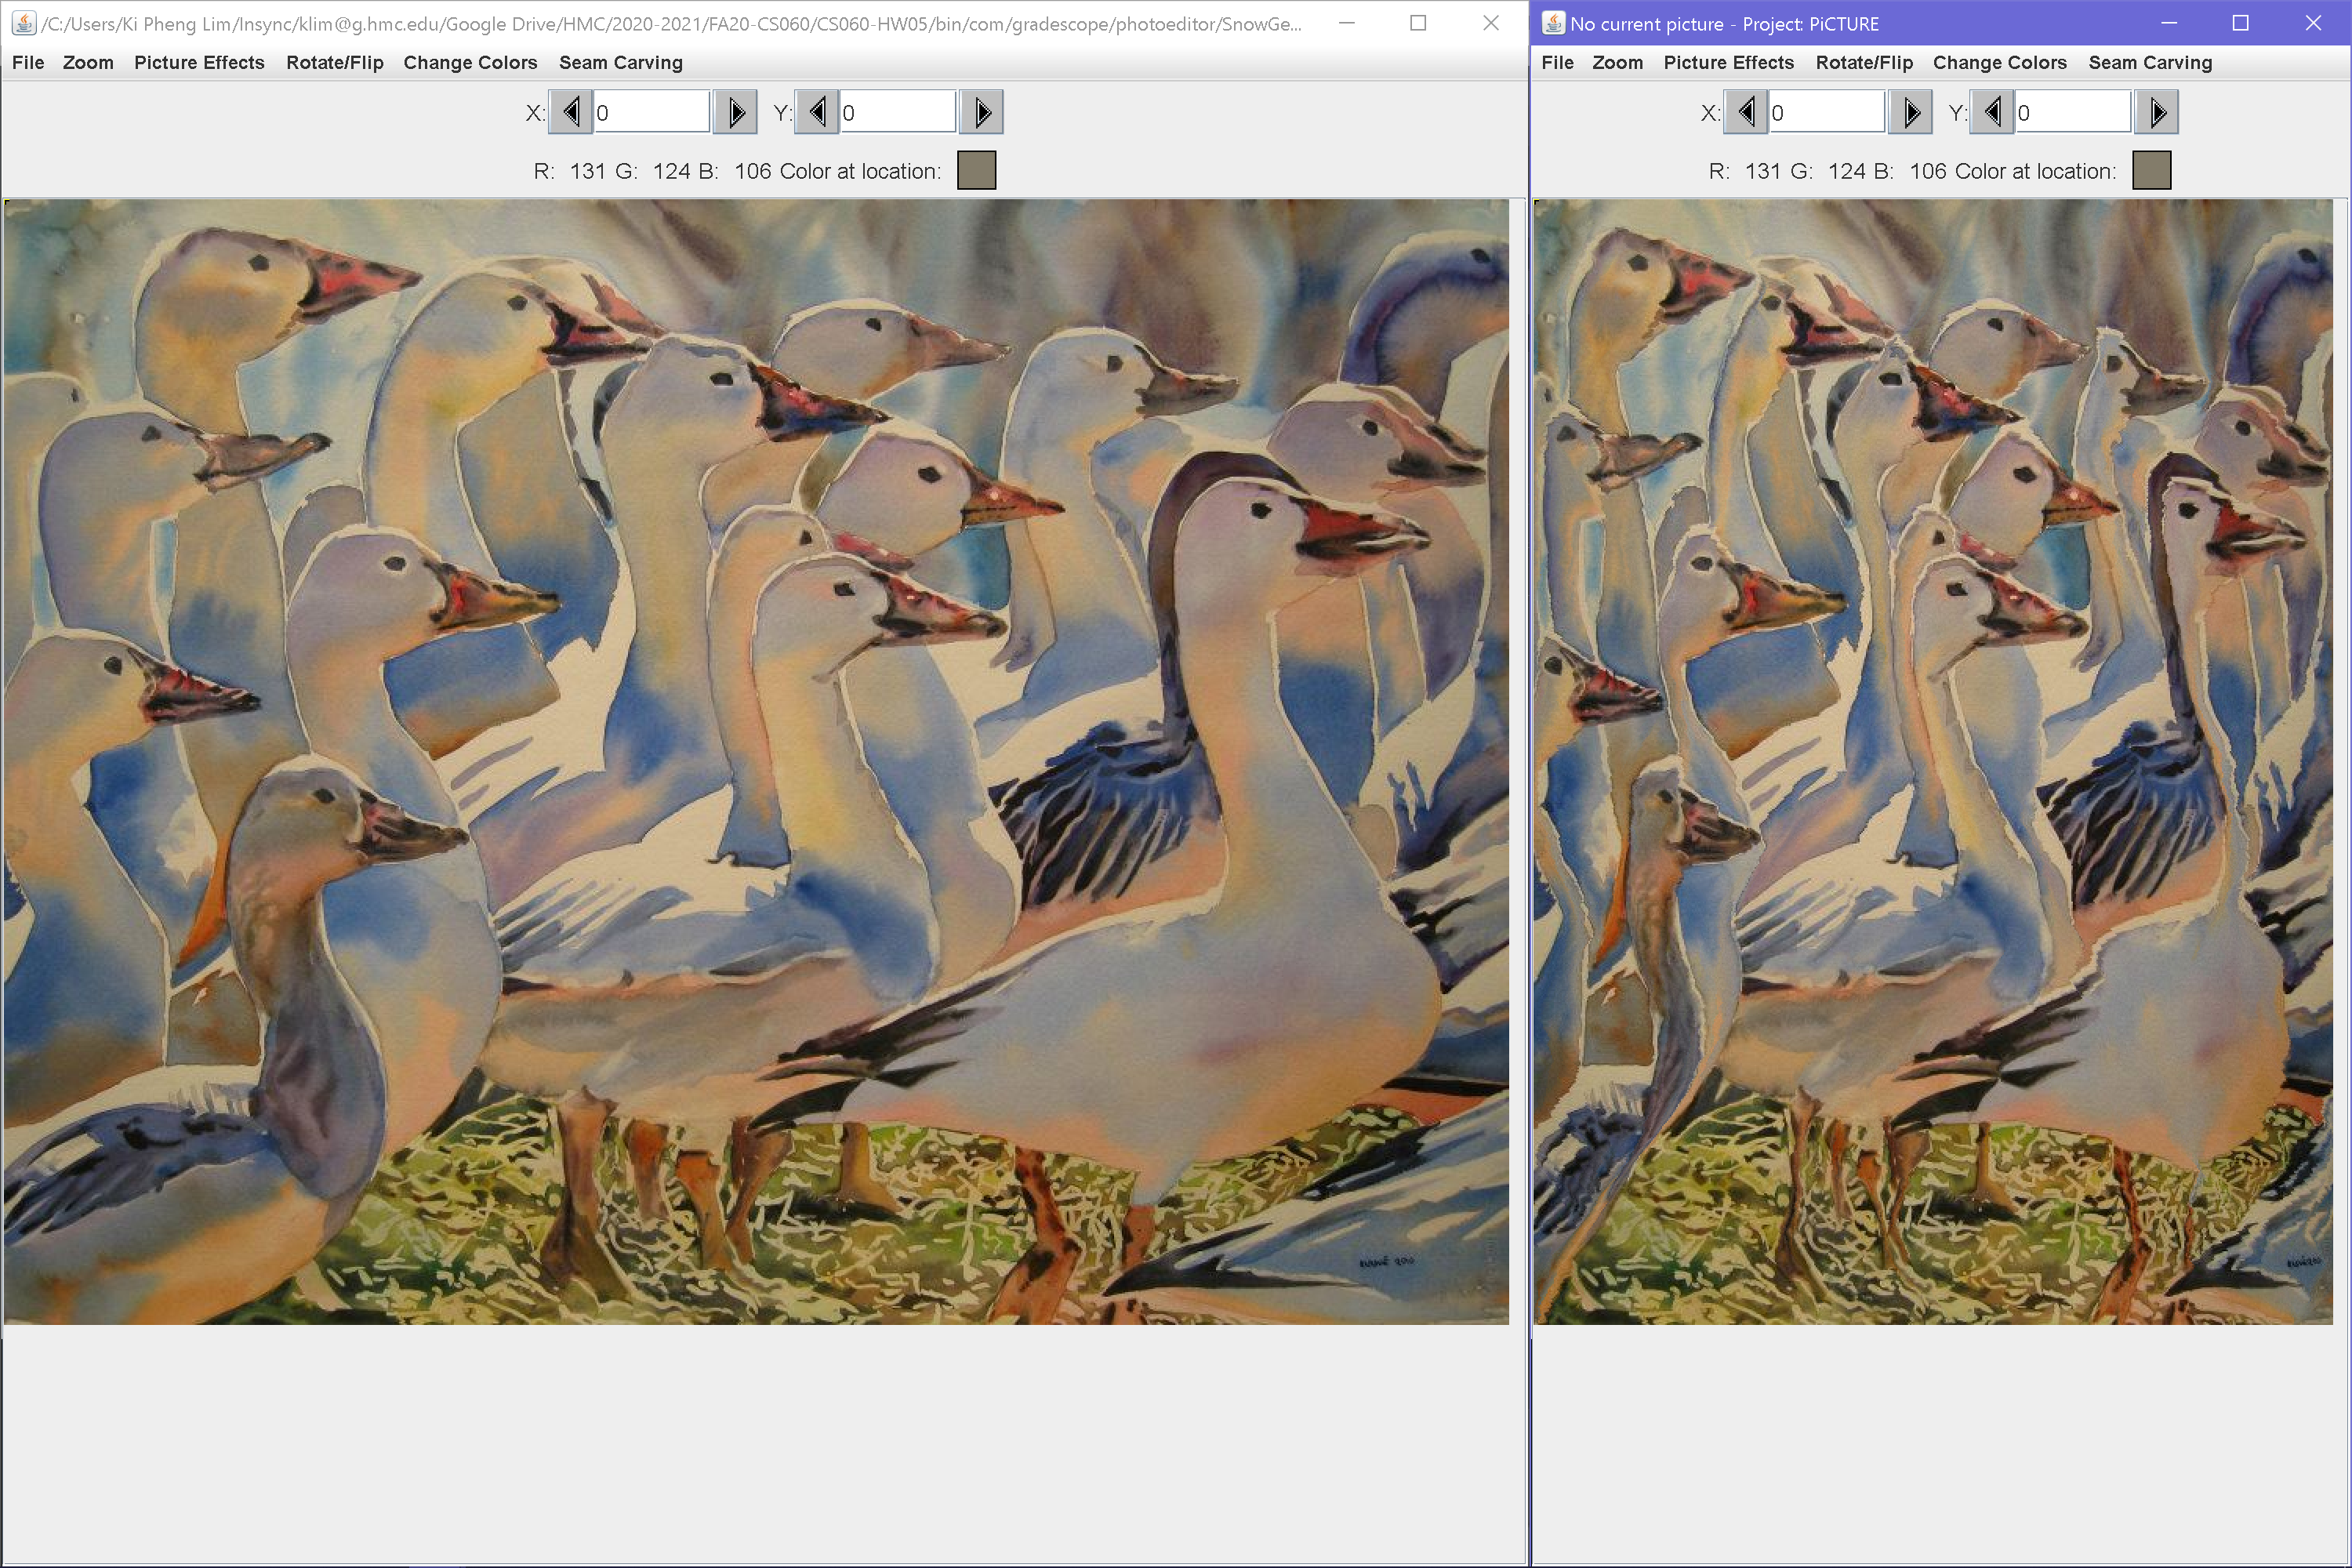 /C:/Users/Ki Pheng Lim/Insync/klim@g.hmc.edu/Google Drive/HMC/2020-2021/FA20-CS060/CS060-HW05/bin/com/gradescope/photoeditor/SnowGe...
File Zoom Picture Effects Rotate/Flip Change Colors Seam Carving
X: 0 Y: 0
R: 131 G: 124 B: 106 Color at location:
No current picture - Project: PiCTURE
File Zoom Picture Effects Rotate/Flip Change Colors Seam Carving
X: 0 Y: 0
R: 131 G: 124 B: 106 Color at location: